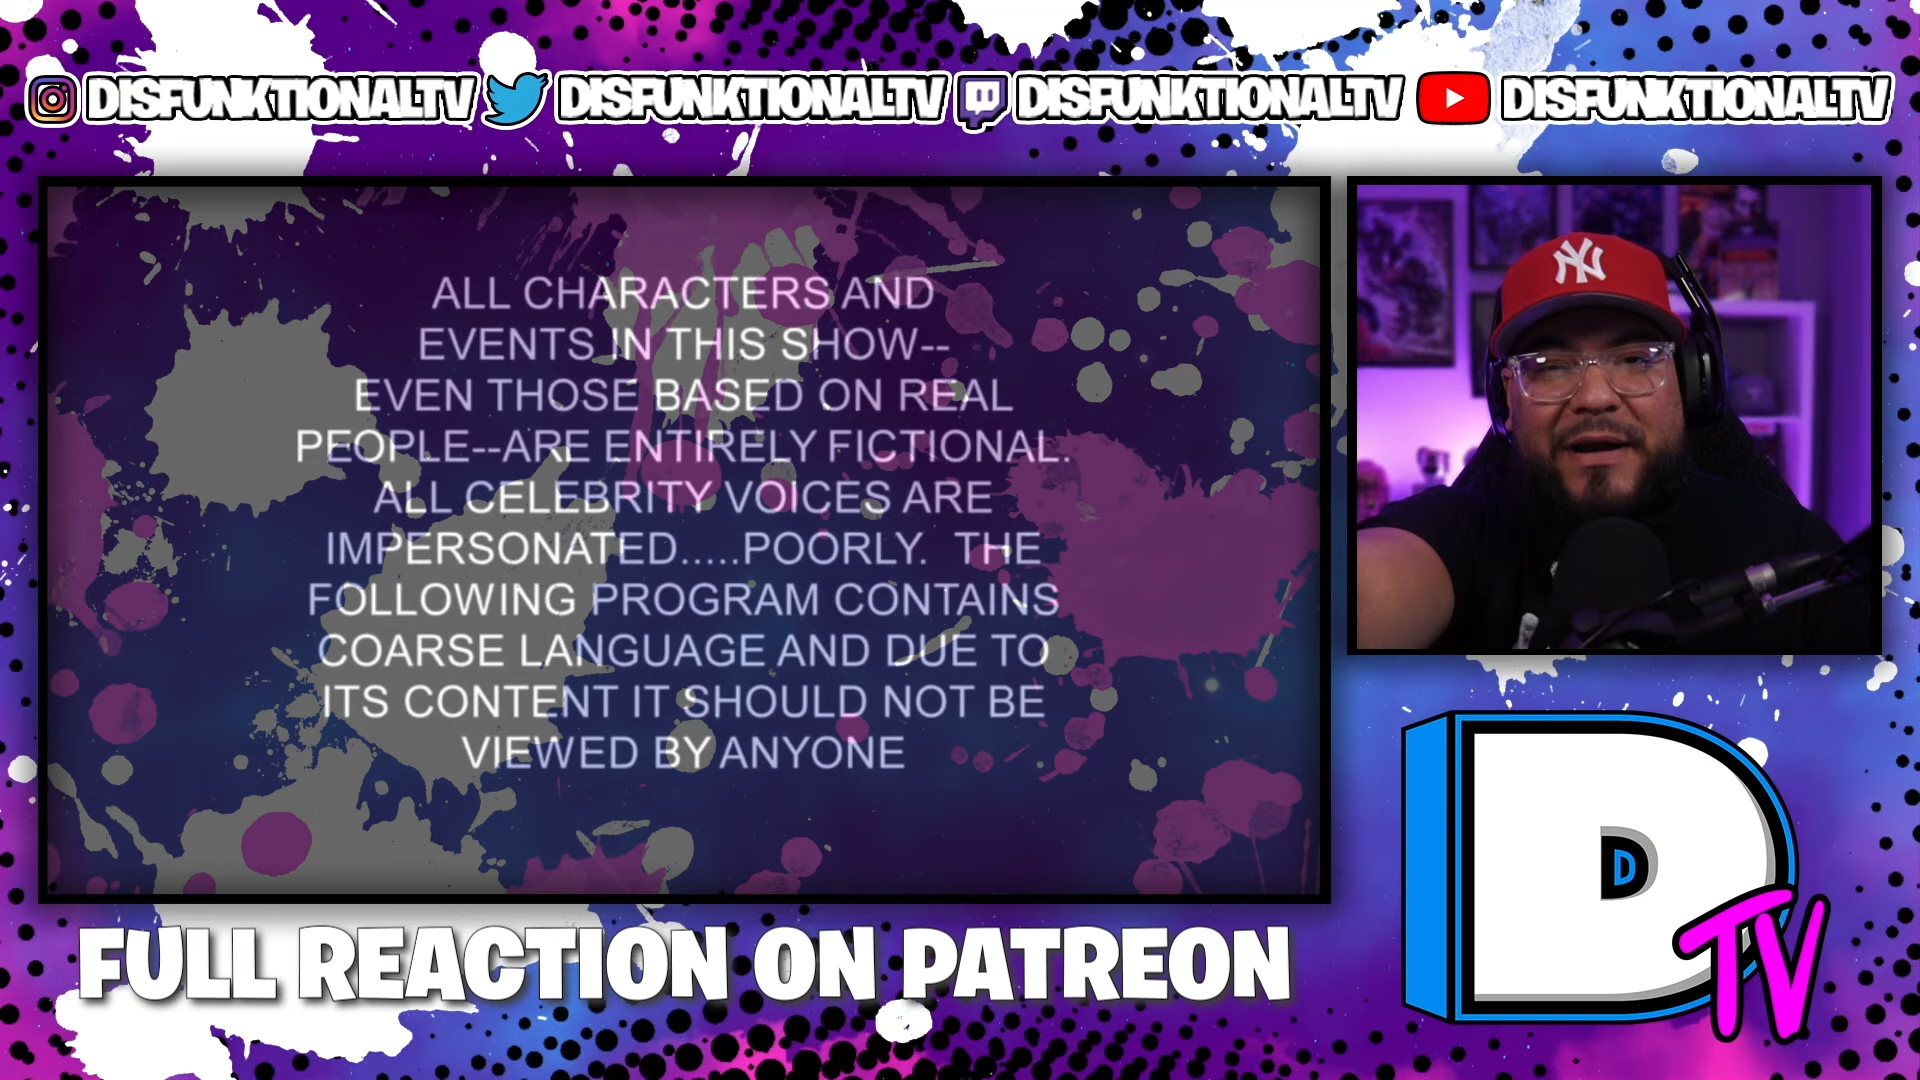 DISFUNKTIONALTV DISFUNKTIONALTV DISFUNKTIONALTV DISFUNKTIONALTV
ALL CHARACTERS AND
EVENTS IN THIS SHOW--
EVEN THOSE BASED ON REAL
PEOPLE--ARE ENTIRELY FICTIONAL.
ALL CELEBRITY VOICES ARE
IMPERSONATED.....POORLY. THE
FOLLOWING PROGRAM CONTAINS
COARSE LANGUAGE AND DUE TO
ITS CONTENT IT SHOULD NOT BE
VIEWED BY ANYONE
NY
D
D
TV
FULL REACTION ON PATREON